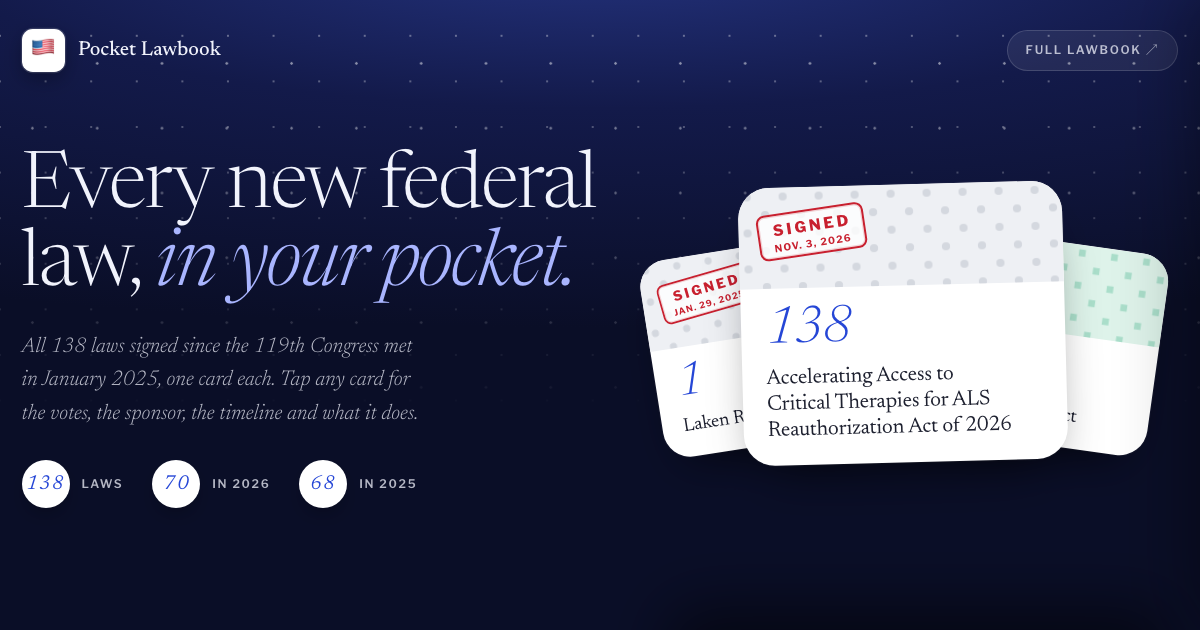 Pocket Lawbook
FULL LAWBOOK ↗
Every new federal
law, in your pocket.
All 138 laws signed since the 119th Congress met
in January 2025, one card each. Tap any card for
the votes, the sponsor, the timeline and what it does.
138 LAWS
70 IN 2026
68 IN 2025
SIGNED
JAN. 29,
1
Laken
SIGNED
NOV. 3, 2026
138
Accelerating Access to
Critical Therapies for ALS
Reauthorization Act of 2026